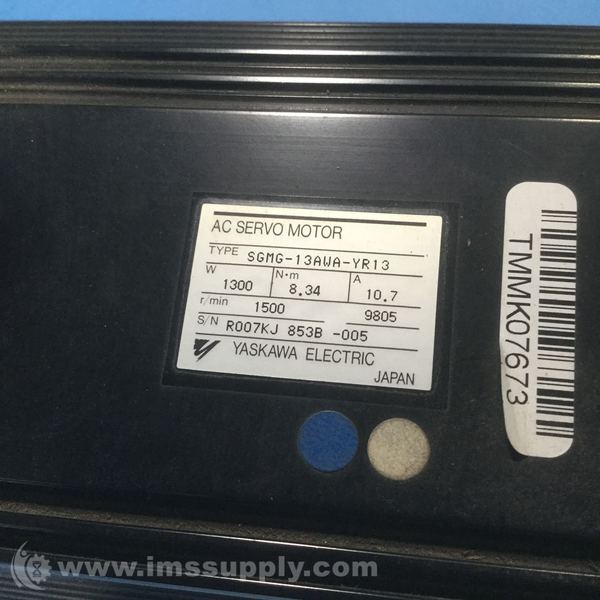 AC SERVO MOTOR
TYPE SGMG-13AWA-YR13
W 1300 N·m 8.34 A 10.7
r/min 1500 9805
S/N R007KJ 853B -005
YASKAWA ELECTRIC
JAPAN
TMMK07673
www.imssupply.com